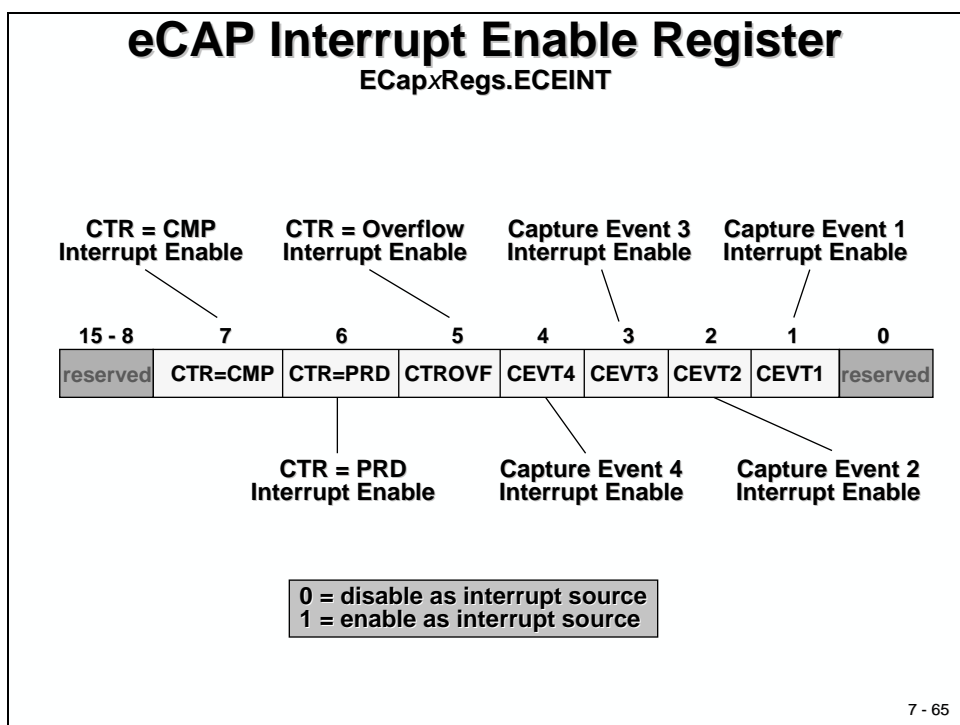 eCAP Interrupt Enable Register
ECapxRegs.ECEINT
CTR = CMP
Interrupt Enable
CTR = Overflow
Interrupt Enable
Capture Event 3
Interrupt Enable
Capture Event 1
Interrupt Enable
15 - 8 7 6 5 4 3 2 1 0
reserved CTR=CMP CTR=PRD CTROVF CEVT4 CEVT3 CEVT2 CEVT1 reserved
CTR = PRD
Interrupt Enable
Capture Event 4
Interrupt Enable
Capture Event 2
Interrupt Enable
0 = disable as interrupt source
1 = enable as interrupt source
7 - 65